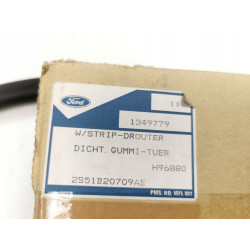 Ford
1349779
W/STRIP-DROUTER
DICHT.GUMMI-TUER
H96880
2S51B20709AE